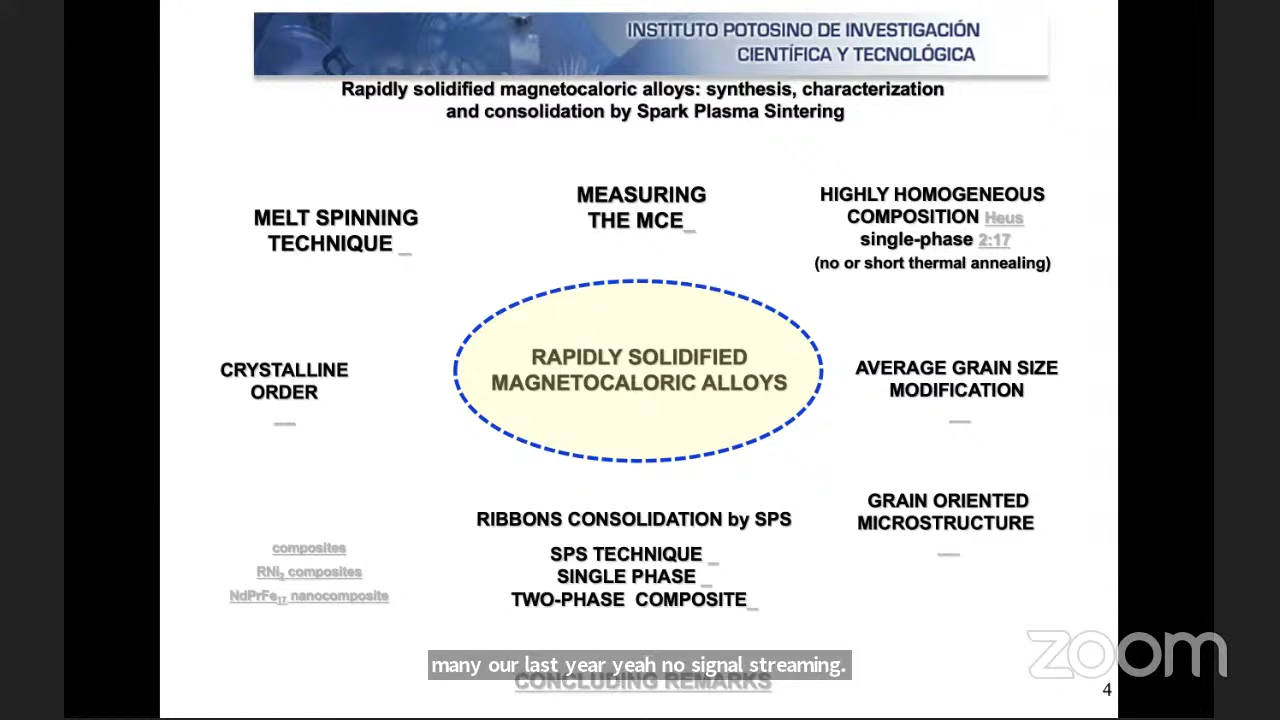 INSTITUTO POTOSINO DE INVESTIGACIÓN
CIENTÍFICA Y TECNOLÓGICA
Rapidly solidified magnetocaloric alloys: synthesis, characterization
and consolidation by Spark Plasma Sintering
MELT SPINNING
TECHNIQUE _
MEASURING
THE MCE_
HIGHLY HOMOGENEOUS
COMPOSITION Heus
single-phase 2:17
(no or short thermal annealing)
CRYSTALLINE
ORDER
RAPIDLY SOLIDIFIED
MAGNETOCALORIC ALLOYS
AVERAGE GRAIN SIZE
MODIFICATION
GRAIN ORIENTED
MICROSTRUCTURE
RIBBONS CONSOLIDATION by SPS
SPS TECHNIQUE _
SINGLE PHASE _
TWO-PHASE COMPOSITE_
composites
RNi₂ composites
NdPrFe₁₇ nanocomposite
many our last year yeah no signal streaming.
CONCLUDING REMARKS
zoom
4